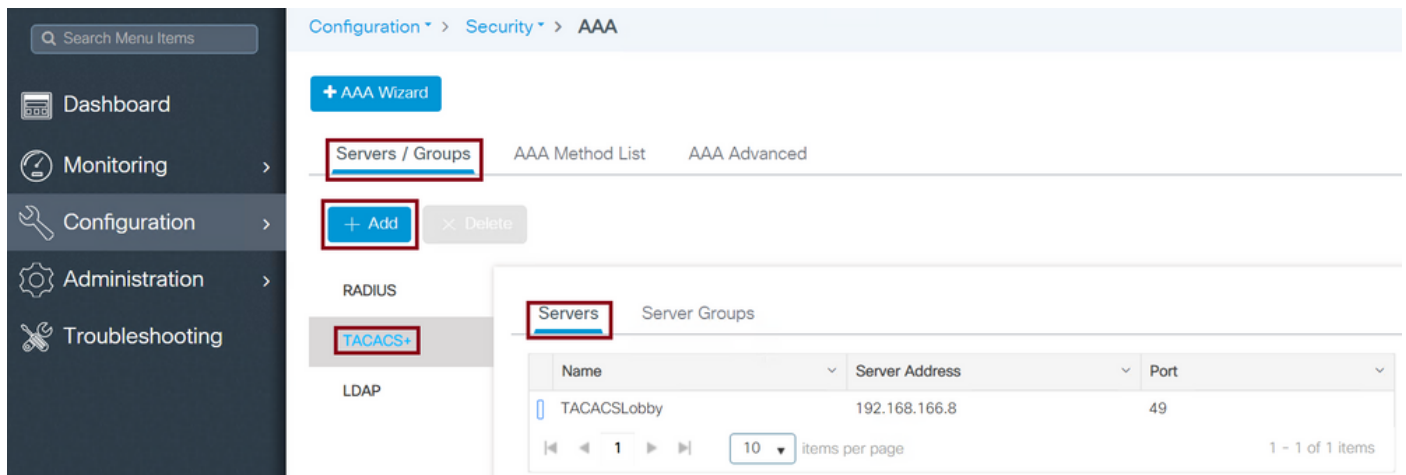 Search Menu Items
Dashboard
Monitoring
Configuration
Administration
Troubleshooting
Configuration > Security > AAA
+ AAA Wizard
Servers / Groups AAA Method List AAA Advanced
+ Add × Delete
RADIUS
TACACS+
LDAP
Servers Server Groups
Name Server Address Port
TACACSLobby 192.168.166.8 49
1 10 items per page 1 - 1 of 1 items